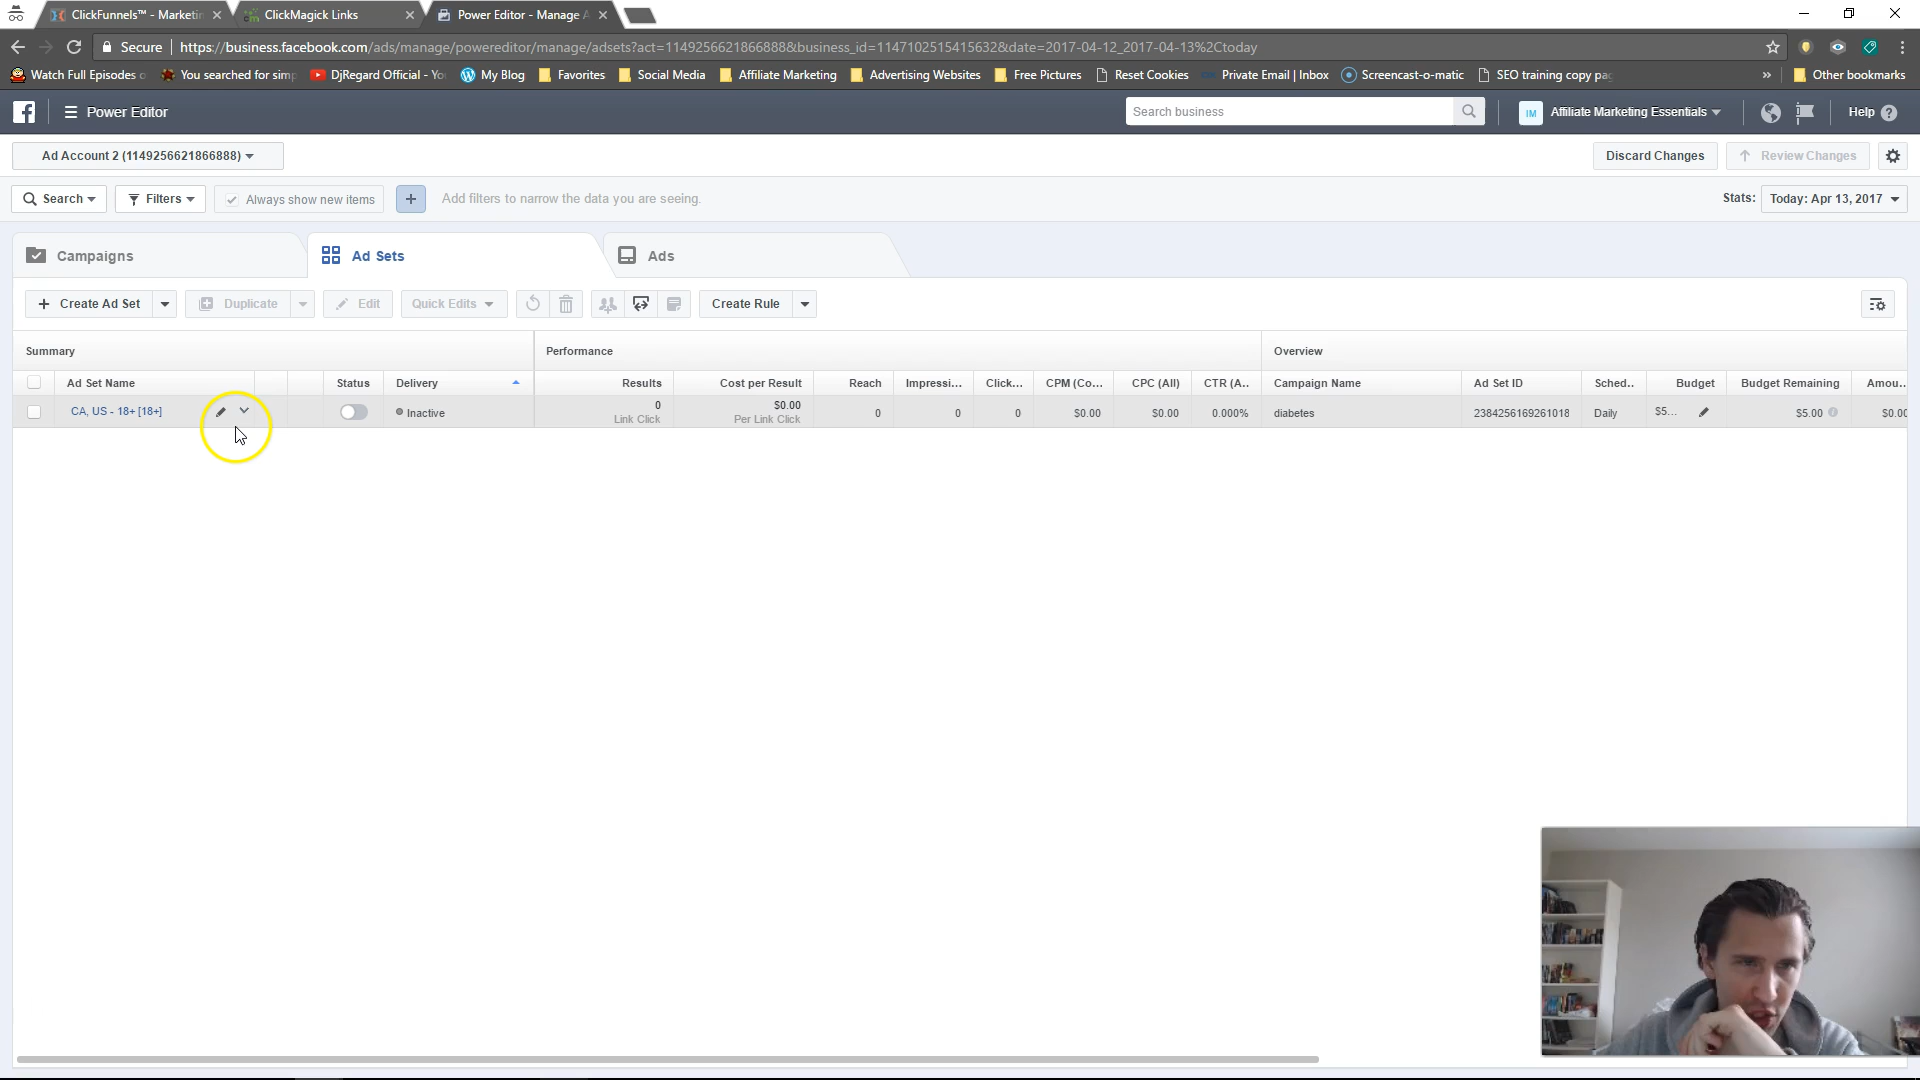 ClickFunnels™ - Marketin
ClickMagick Links
Power Editor - Manage A
Secure
https://business.facebook.com/ads/manage/powereditor/manage/adsets?act=1149256621866888&business_id=1147102515415632&date=2017-04-12_2017-04-13%2Ctoday
Watch Full Episodes o
You searched for simp
DjRegard Official - Yo
My Blog
Favorites
Social Media
Affiliate Marketing
Advertising Websites
Free Pictures
Reset Cookies
Private Email | Inbox
Screencast-o-matic
SEO training copy pag
»
Other bookmarks
Power Editor
Search business
IM
Affiliate Marketing Essentials
Help
Ad Account 2 (1149256621866888)
Discard Changes
Review Changes
Search
Filters
Always show new items
+
Add filters to narrow the data you are seeing.
Stats:
Today: Apr 13, 2017
Campaigns
Ad Sets
Ads
+ Create Ad Set
Duplicate
Edit
Quick Edits
Create Rule
Summary
Performance
Overview
Ad Set Name
Status
Delivery
Results
Cost per Result
Reach
Impressi...
Click...
CPM (Co...
CPC (All)
CTR (A..
Campaign Name
Ad Set ID
Sched..
Budget
Budget Remaining
Amou..
CA, US - 18+ [18+]
Inactive
0
Link Click
$0.00
Per Link Click
0
0
0
$0.00
$0.00
0.000%
diabetes
2384256169261018
Daily
$5...
$5.00
$0.00